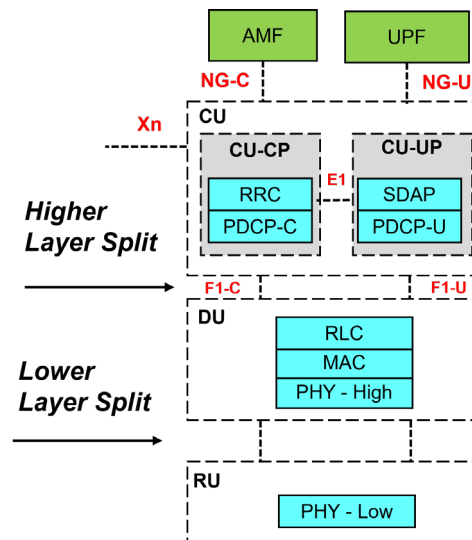 AMF
UPF
NG-C
NG-U
CU
Xn
CU-CP
CU-UP
RRC
E1
SDAP
PDCP-C
PDCP-U
Higher
Layer Split
F1-C
F1-U
DU
RLC
MAC
PHY - High
Lower
Layer Split
RU
PHY - Low